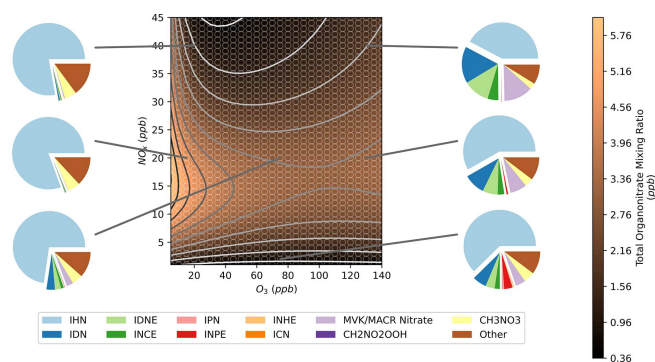 45
40
35
30
25
20
15
10
5
NOx (ppb)
20 40 60 80 100 120 140
O3 (ppb)
5.76
5.16
4.56
3.96
3.36
2.76
2.16
1.56
0.96
0.36
Total Organonitrate Mixing Ratio
(ppb)
IHN IDNE IPN INHE MVK/MACR Nitrate CH3NO3
IDN INCE INPE ICN CH2NO2OOH Other